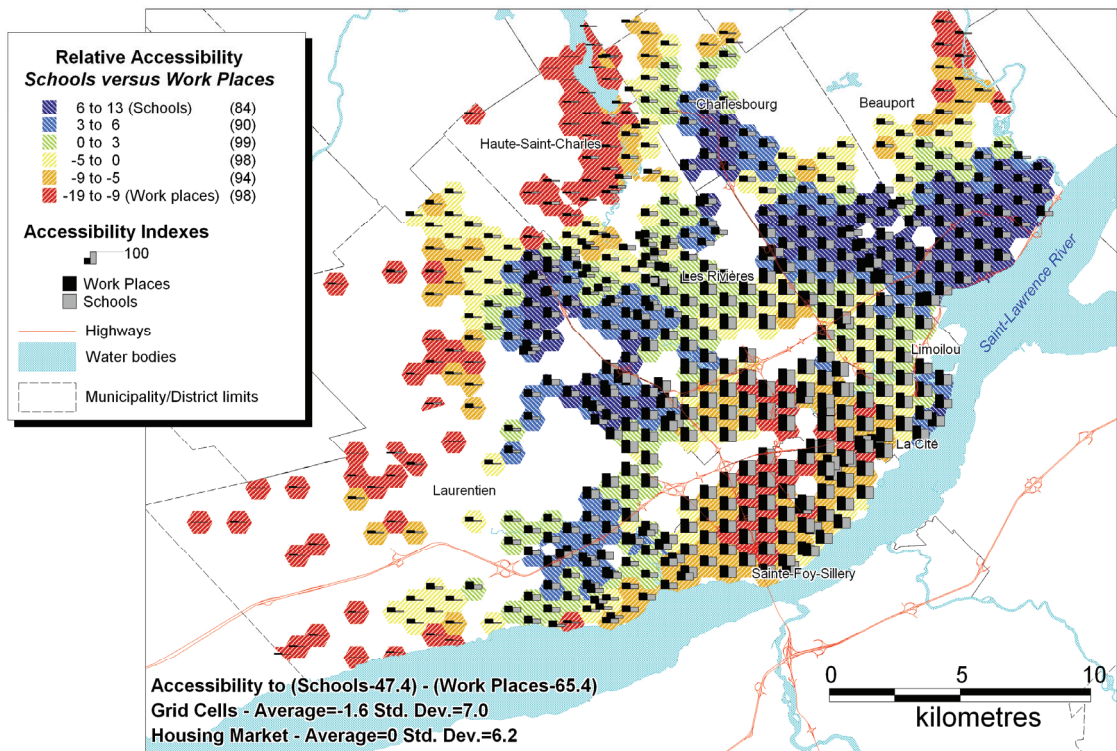 Relative Accessibility
Schools versus Work Places
6 to 13 (Schools) (84)
3 to 6 (90)
0 to 3 (99)
-5 to 0 (98)
-9 to -5 (94)
-19 to -9 (Work places) (98)
Accessibility Indexes
100
Work Places
Schools
Highways
Water bodies
Municipality/District limits
Charlesbourg
Beauport
Haute-Saint-Charles
Les Rivières
Saint-Lawrence River
Limoilou
La Cité
Laurentien
Sainte-Foy-Sillery
Accessibility to (Schools-47.4) - (Work Places-65.4)
Grid Cells - Average=-1.6 Std. Dev.=7.0
Housing Market - Average=0 Std. Dev.=6.2
0 5 10
kilometres